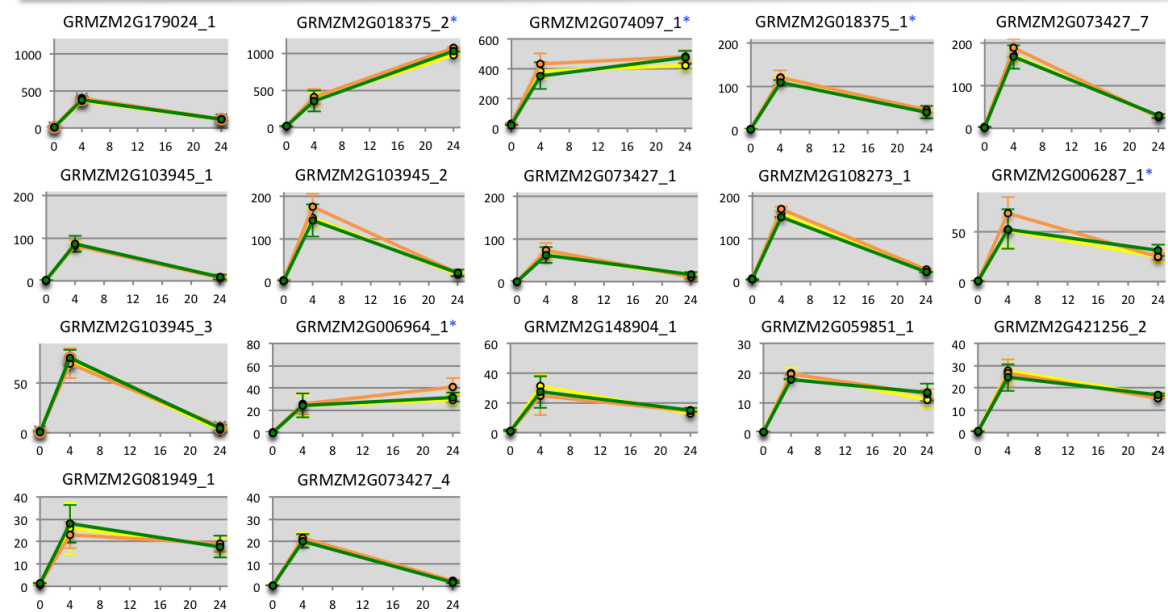 GRMZM2G179024_1 GRMZM2G018375_2* GRMZM2G074097_1* GRMZM2G018375_1* GRMZM2G073427_7
1000 1000 600 200 200
500 500 400 100 100
200
0 0 0 0 0
0 4 8 12 16 20 24 0 4 8 12 16 20 24 0 4 8 12 16 20 24 0 4 8 12 16 20 24 0 4 8 12 16 20 24
GRMZM2G103945_1 GRMZM2G103945_2 GRMZM2G073427_1 GRMZM2G108273_1 GRMZM2G006287_1*
200 200 200 200
100 100 100 100 50
0 0 0 0 0
0 4 8 12 16 20 24 0 4 8 12 16 20 24 0 4 8 12 16 20 24 0 4 8 12 16 20 24 0 4 8 12 16 20 24
GRMZM2G103945_3 GRMZM2G006964_1* GRMZM2G148904_1 GRMZM2G059851_1 GRMZM2G421256_2
80 60 30 40
50 60 40 20 30
40 20 10 20
20 10
0 0 0 0 0
0 4 8 12 16 20 24 0 4 8 12 16 20 24 0 4 8 12 16 20 24 0 4 8 12 16 20 24 0 4 8 12 16 20 24
GRMZM2G081949_1 GRMZM2G073427_4
40 40
30 30
20 20
10 10
0 0
0 4 8 12 16 20 24 0 4 8 12 16 20 24